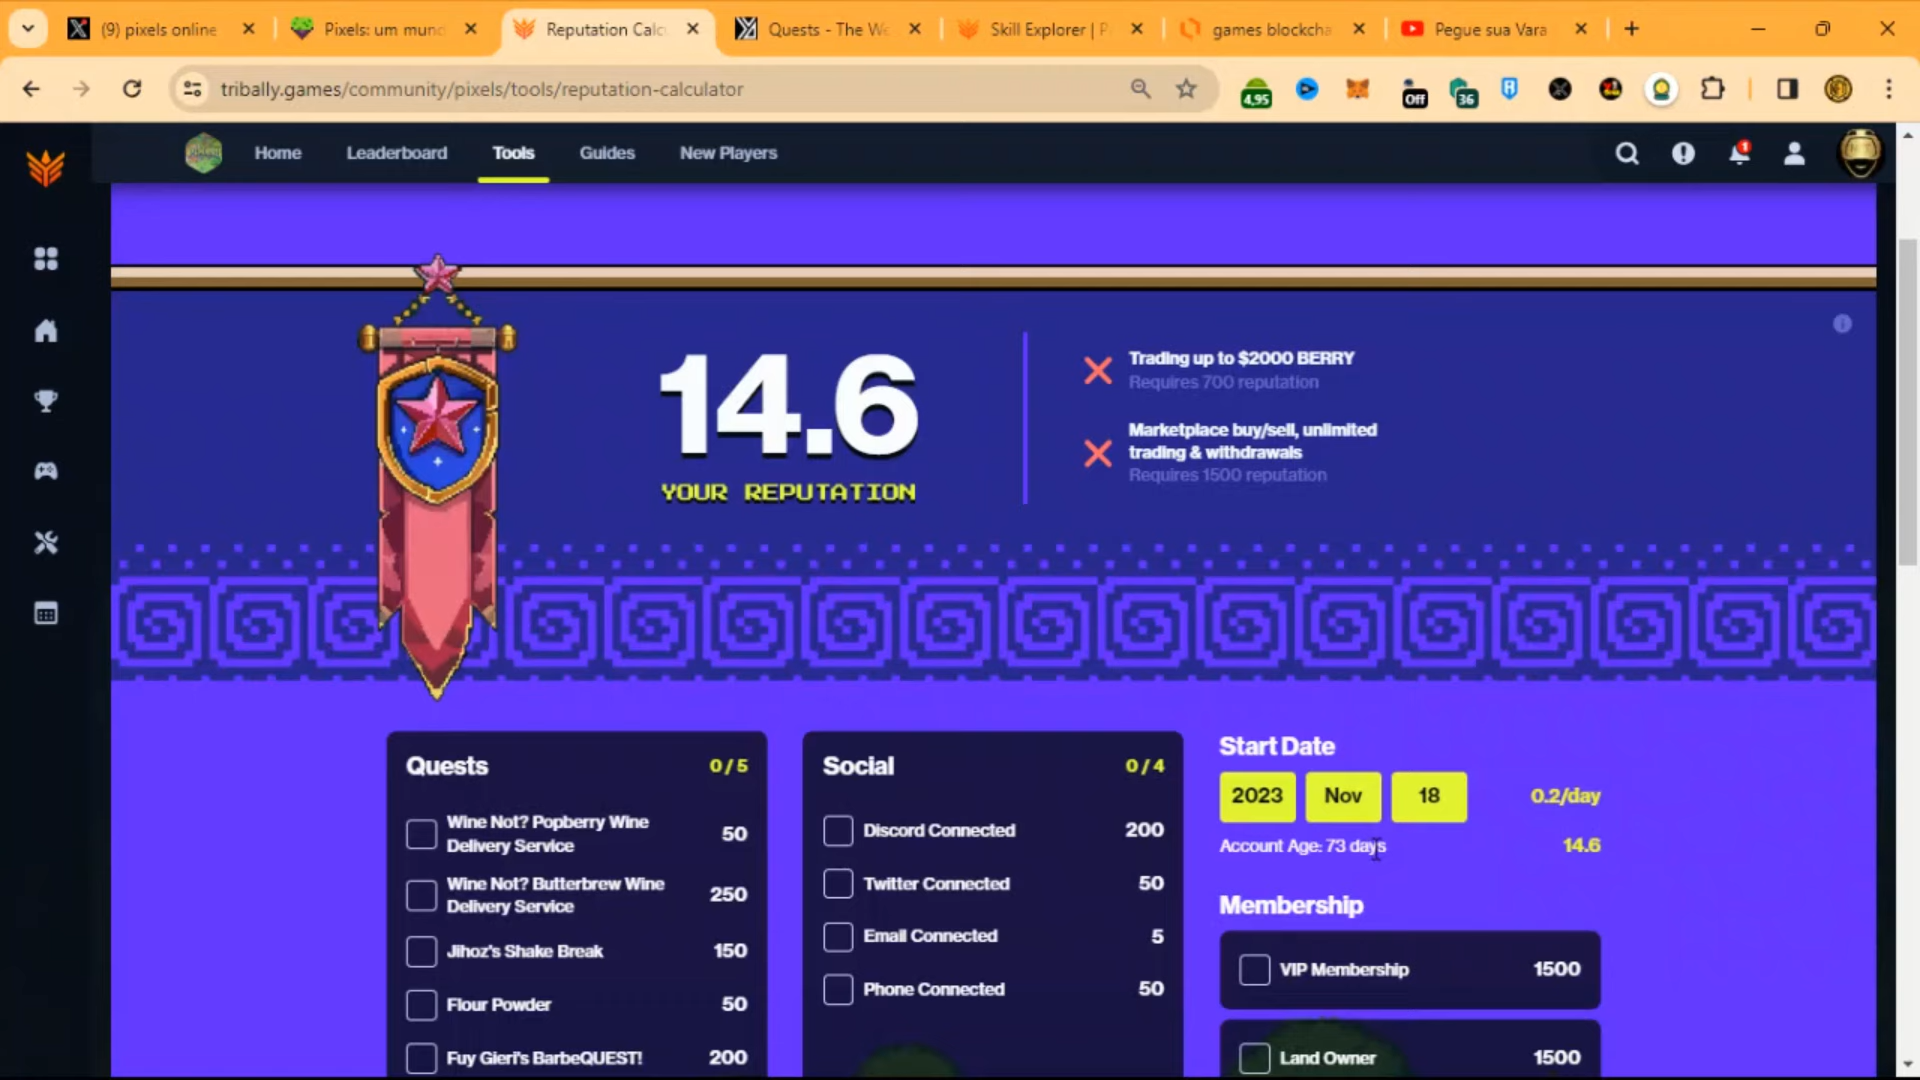 (9) pixels online
Pixels: um mund
Reputation Calc
Quests - The We
Skill Explorer | P
games blockcha
Pegue sua Vara
tribally.games/community/pixels/tools/reputation-calculator
4,95
Off
36
Home
Leaderboard
Tools
Guides
New Players
1
14.6
YOUR REPUTATION
Trading up to $2000 BERRY
Requires 700 reputation
Marketplace buy/sell, unlimited
trading & withdrawals
Requires 1500 reputation
Quests 0/5
Wine Not? Popberry Wine
Delivery Service 50
Wine Not? Butterbrew Wine
Delivery Service 250
Jihoz's Shake Break 150
Flour Powder 50
Fuy Gieri's BarbeQUEST! 200
Social 0/4
Discord Connected 200
Twitter Connected 50
Email Connected 5
Phone Connected 50
Start Date
2023 Nov 18 0.2/day
Account Age: 73 days 14.6
Membership
VIP Membership 1500
Land Owner 1500